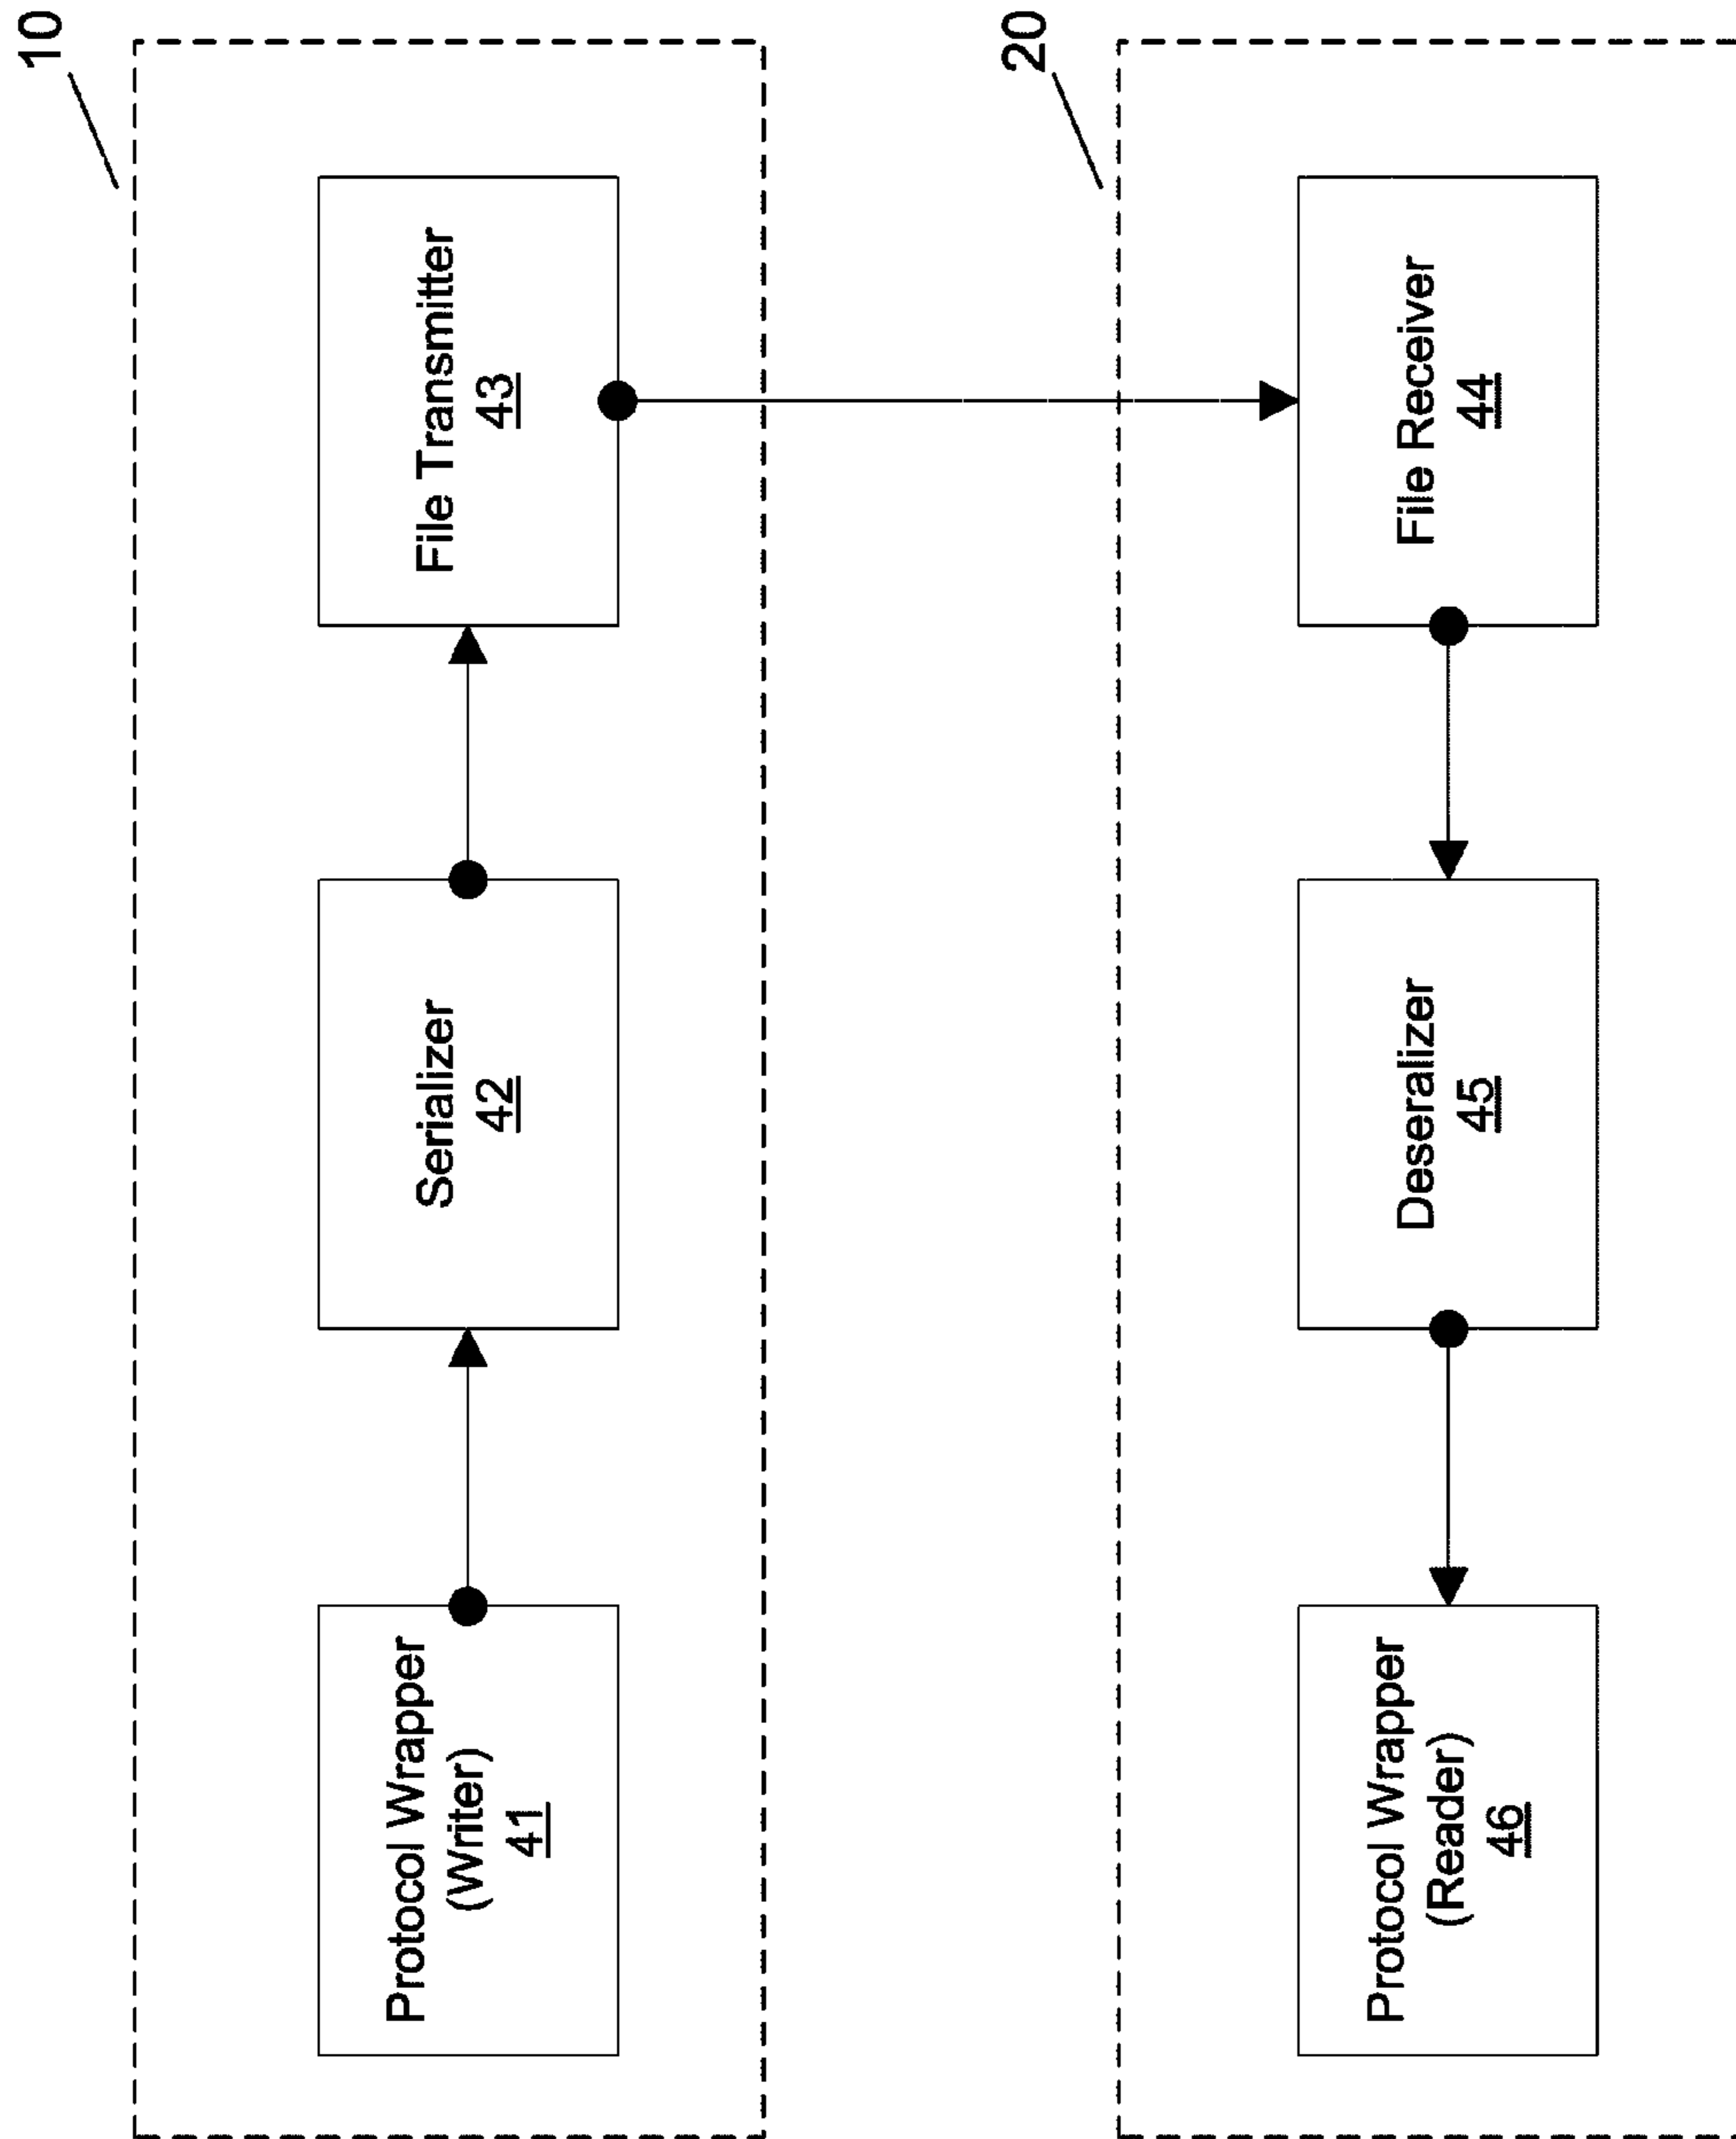 10
Protocol Wrapper
(Writer)
41
Serializer
42
File Transmitter
43
20
Protocol Wrapper
(Reader)
46
Deseralizer
45
File Receiver
44